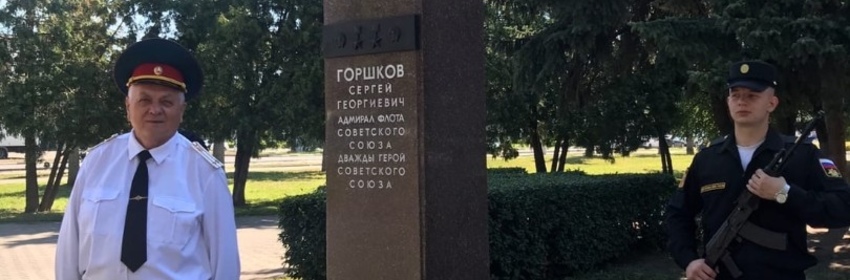 ГОРШКОВ
СЕРГЕЙ
ГЕОРГИЕВИЧ
АДМИРАЛ ФЛОТА
СОВЕТСКОГО
СОЮЗА
ДВАЖДЫ ГЕРОЙ
СОВЕТСКОГО
СОЮЗА